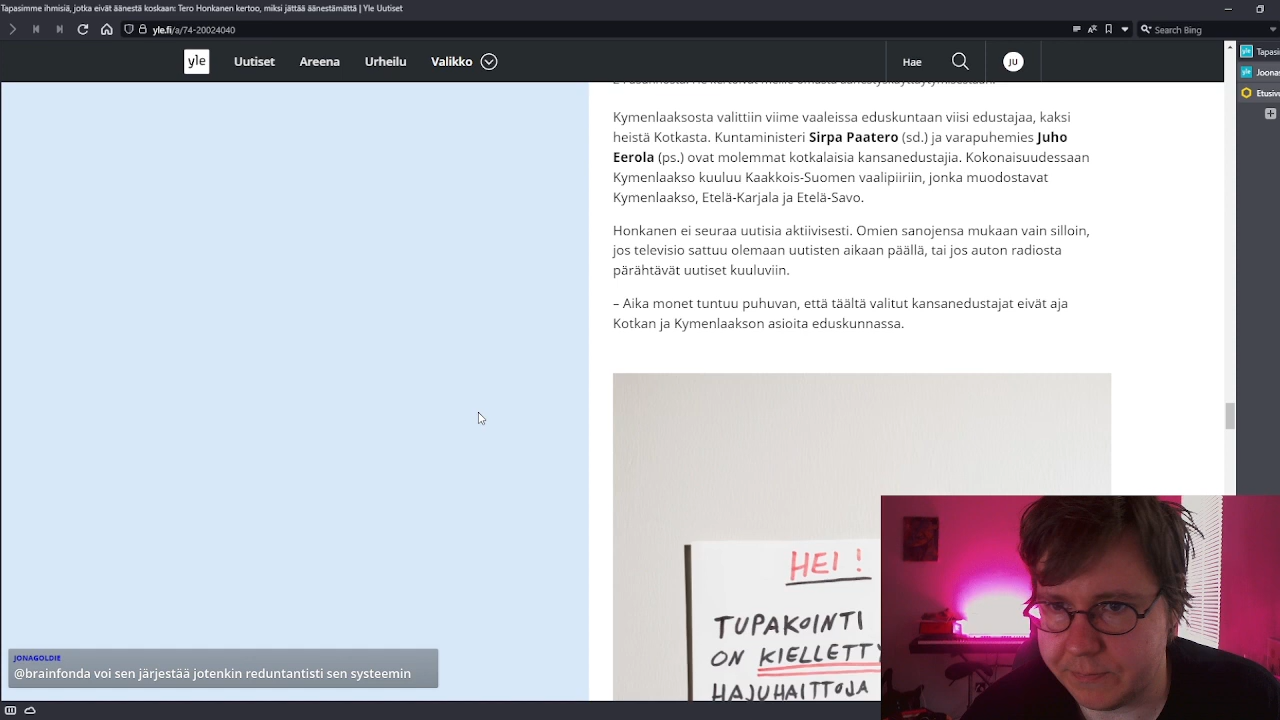 Tapasimme ihmisiä, jotka eivät äänestä koskaan: Tero Honkanen kertoo, miksi jättää äänestämättä | Yle Uutiset
yle.fi/a/74-20024040
Search Bing
yle
Uutiset
Areena
Urheilu
Valikko
Hae
JU
Tapasi
Joonas
Etusivu
Kymenlaaksosta valittiin viime vaaleissa eduskuntaan viisi edustajaa, kaksi
heistä Kotkasta. Kuntaministeri Sirpa Paatero (sd.) ja varapuhemies Juho
Eerola (ps.) ovat molemmat kotkalaisia kansanedustajia. Kokonaisuudessaan
Kymenlaakso kuuluu Kaakkois-Suomen vaalipiiriin, jonka muodostavat
Kymenlaakso, Etelä-Karjala ja Etelä-Savo.
Honkanen ei seuraa uutisia aktiivisesti. Omien sanojensa mukaan vain silloin,
jos televisio sattuu olemaan uutisten aikaan päällä, tai jos auton radiosta
pärähtävät uutiset kuuluviin.
– Aika monet tuntuu puhuvan, että täältä valitut kansanedustajat eivät aja
Kotkan ja Kymenlaakson asioita eduskunnassa.
HEI !
TUPAKOINTI
ON KIELLETTY
HAJUHAITTOJA
JONAGOLDIE
@brainfonda voi sen järjestää jotenkin reduntantisti sen systeemin